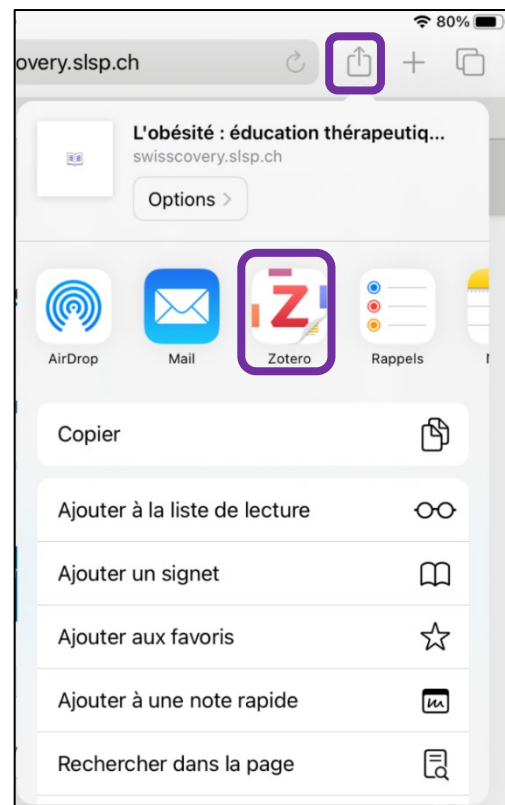 80%
overy.slsp.ch
L'obésité : éducation thérapeutiq...
swisscovery.slsp.ch
Options >
Z
AirDrop
Mail
Zotero
Rappels
Copier
Ajouter à la liste de lecture
Ajouter un signet
Ajouter aux favoris
Ajouter à une note rapide
Rechercher dans la page